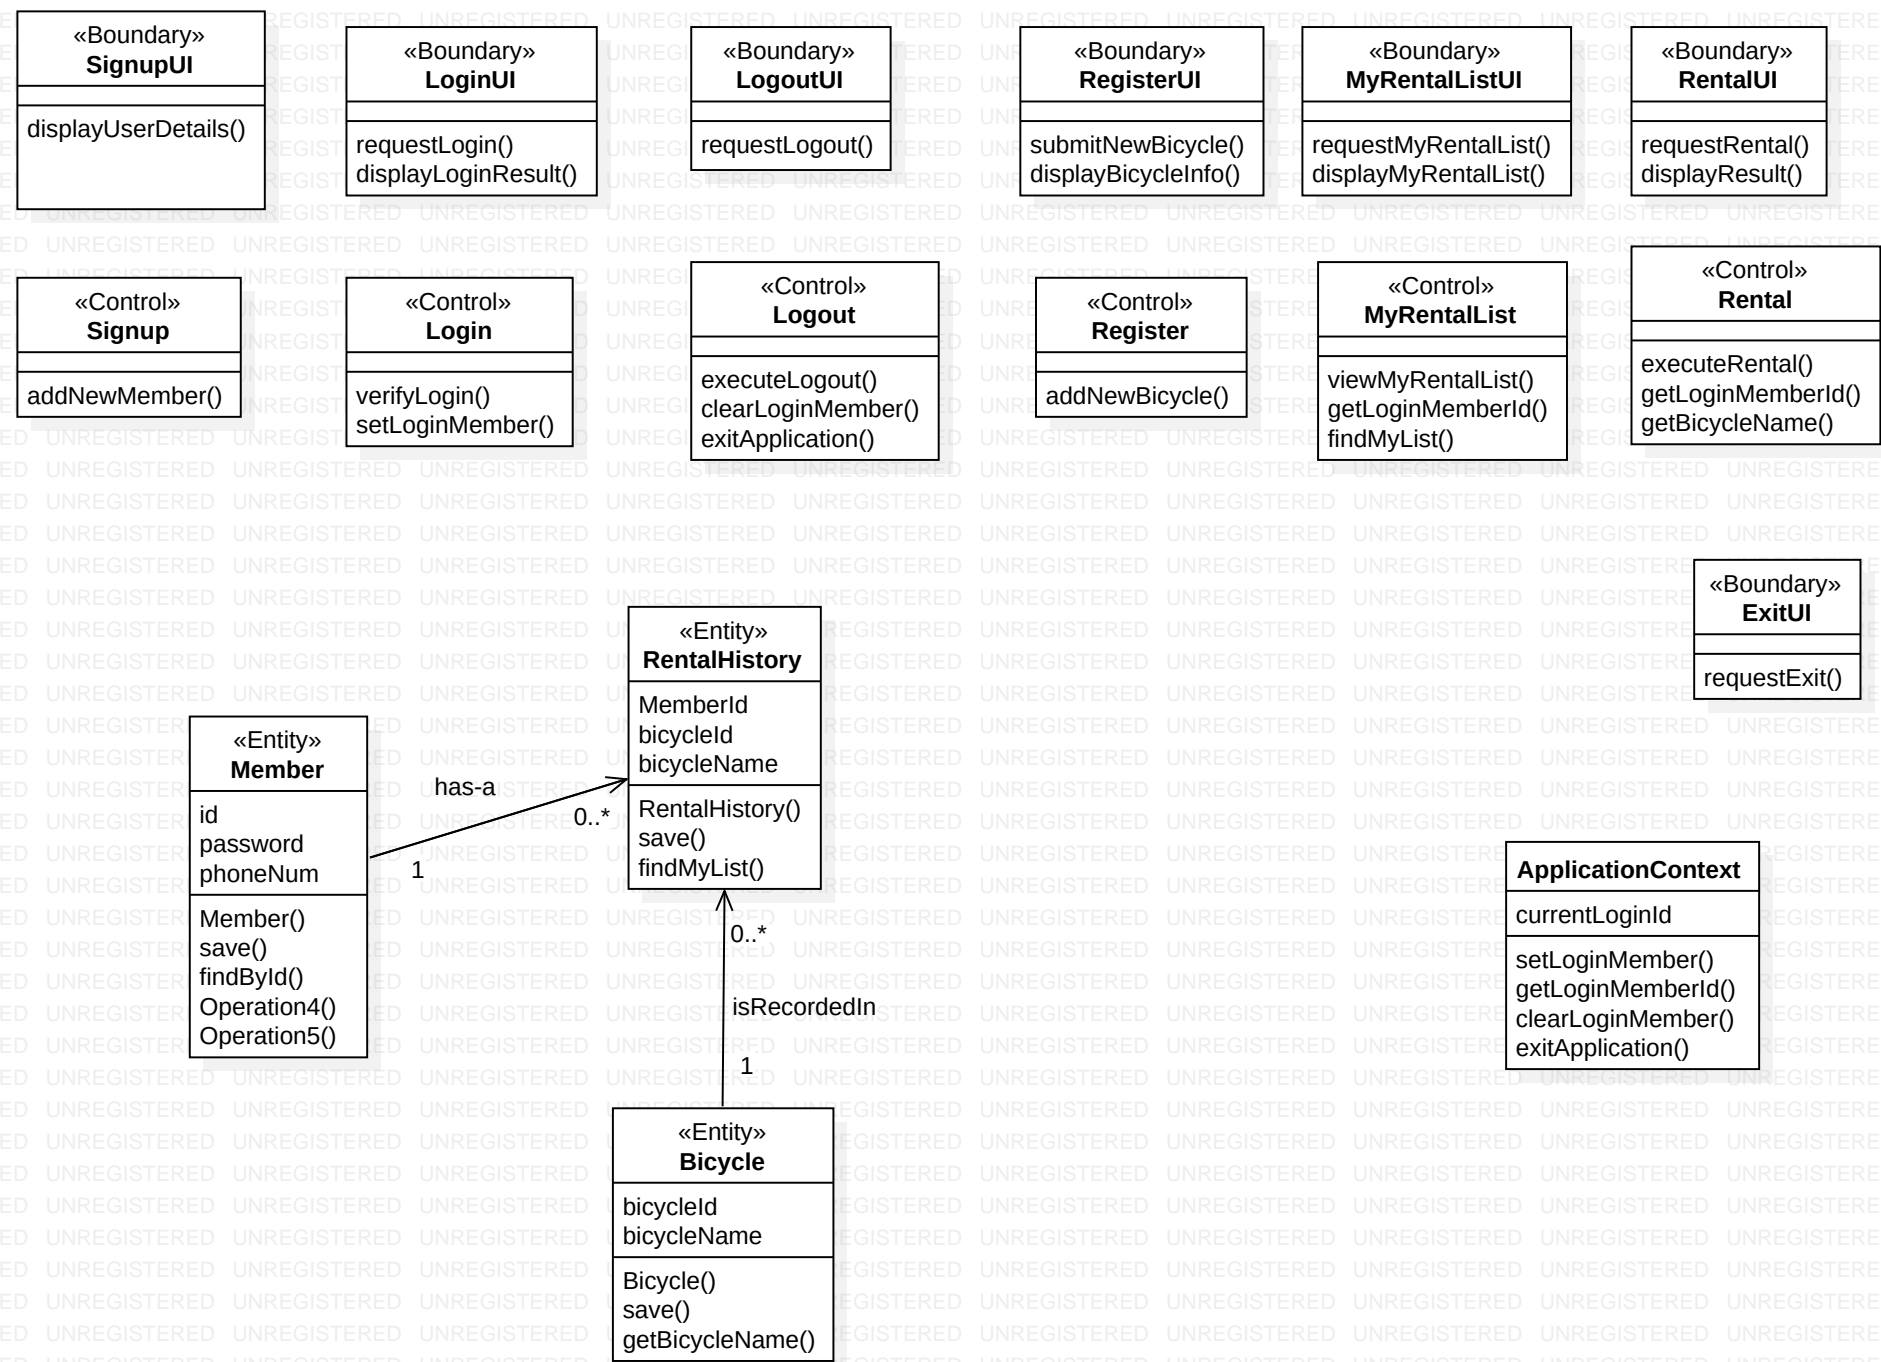 «Boundary»
SignupUI
displayUserDetails()
«Boundary»
LoginUI
requestLogin()
displayLoginResult()
«Boundary»
LogoutUI
requestLogout()
«Boundary»
RegisterUI
submitNewBicycle()
displayBicycleInfo()
«Boundary»
MyRentalListUI
requestMyRentalList()
displayMyRentalList()
«Boundary»
RentalUI
requestRental()
displayResult()
«Control»
Signup
addNewMember()
«Control»
Login
verifyLogin()
setLoginMember()
«Control»
Logout
executeLogout()
clearLoginMember()
exitApplication()
«Control»
Register
addNewBicycle()
«Control»
MyRentalList
viewMyRentalList()
getLoginMemberId()
findMyList()
«Control»
Rental
executeRental()
getLoginMemberId()
getBicycleName()
«Boundary»
ExitUI
requestExit()
«Entity»
RentalHistory
MemberId
bicycleId
bicycleName
RentalHistory()
save()
findMyList()
«Entity»
Member
id
password
phoneNum
Member()
save()
findById()
Operation4()
Operation5()
has-a
0..*
1
ApplicationContext
currentLoginId
setLoginMember()
getLoginMemberId()
clearLoginMember()
exitApplication()
0..*
isRecordedIn
1
«Entity»
Bicycle
bicycleId
bicycleName
Bicycle()
save()
getBicycleName()
UNREGISTERED